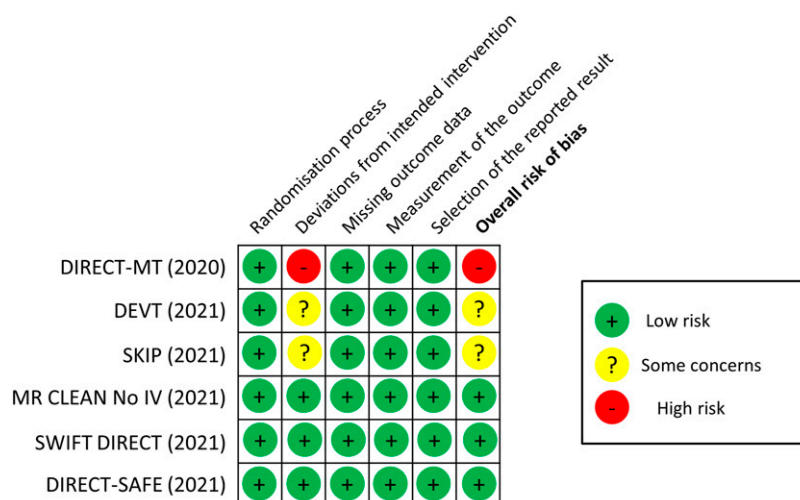 Randomisation process
Deviations from intended intervention
Missing outcome data
Measurement of the outcome
Selection of the reported result
Overall risk of bias
DIRECT-MT (2020) + - + + + -
DEVT (2021) + ? + + + ?
SKIP (2021) + ? + + + ?
MR CLEAN No IV (2021) + + + + + +
SWIFT DIRECT (2021) + + + + + +
DIRECT-SAFE (2021) + + + + + +
+ Low risk
? Some concerns
- High risk